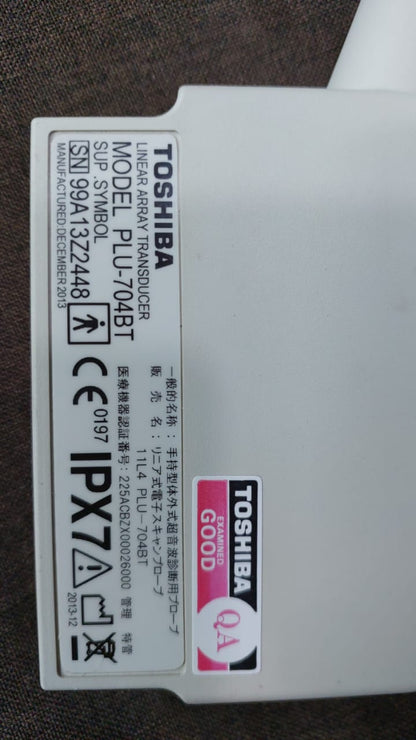 TOSHIBA
LINEAR ARRAY TRANSDUCER
MODEL PLU-704BT
SUP .SYMBOL
SN 99A13Z2448
MANUFACTURED:DECEMBER 2013
一般的名称：手持型体外式超音波診断用プローブ
販売名：リニア式電子スキャンプローブ
11L4 PLU-704BT
医療機器認証番号：225ACBZX00026000 管理 特管
CE 0197
IPX7
2013-12
TOSHIBA
EXAMINED
GOOD
QA